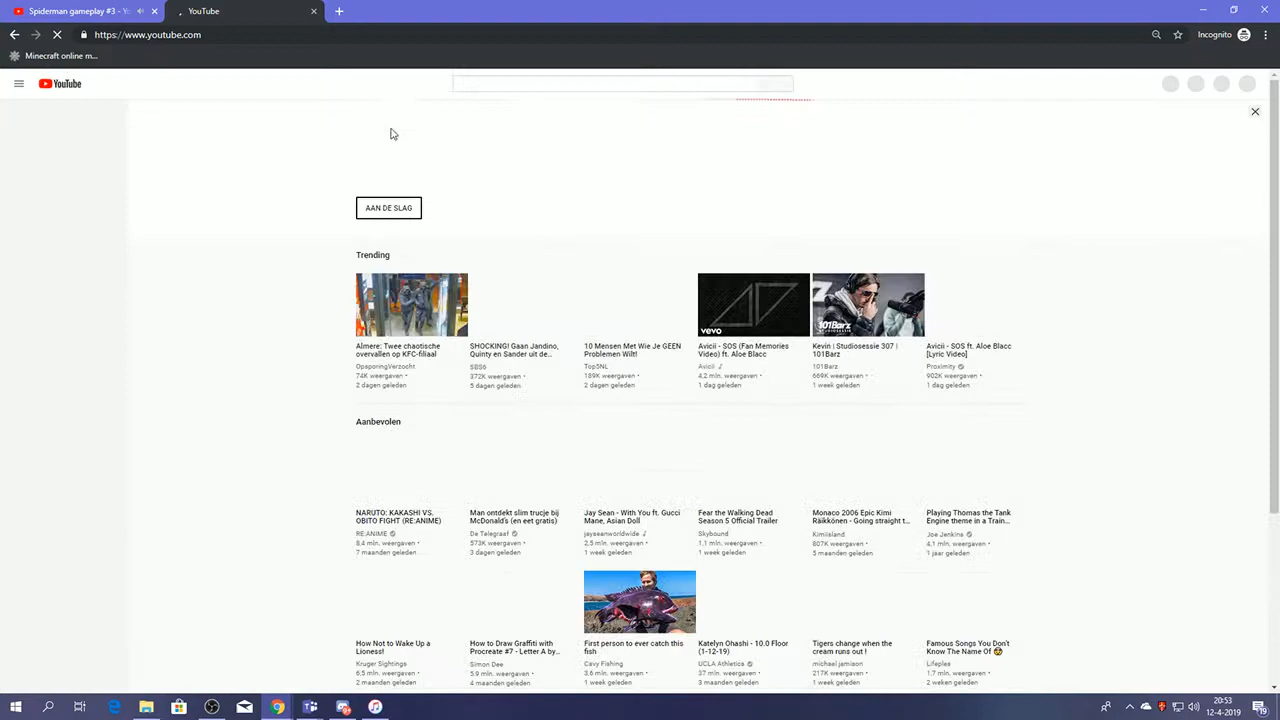 Spiderman gameplay #3 - Yo
YouTube
https://www.youtube.com
Incognito
Minecraft online m...
YouTube
AAN DE SLAG
Trending
vevo
101Barz
STUDIOSESSIE
Almere: Twee chaotische overvallen op KFC-filiaal
OpsporingVerzocht
74K weergaven •
2 dagen geleden
SHOCKING! Gaan Jandino, Quinty en Sander uit de...
SBS6
372K weergaven •
5 dagen geleden
10 Mensen Met Wie Je GEEN Problemen Wilt!
Top5NL
189K weergaven •
2 dagen geleden
Avicii - SOS (Fan Memories Video) ft. Aloe Blacc
Avicii ♪
4,2 mln. weergaven •
1 dag geleden
Kevin | Studiosessie 307 | 101Barz
101Barz
669K weergaven •
1 week geleden
Avicii - SOS ft. Aloe Blacc [Lyric Video]
Proximity
902K weergaven •
1 dag geleden
Aanbevolen
NARUTO: KAKASHI VS. OBITO FIGHT (RE:ANIME)
RE:ANIME
8,4 mln. weergaven •
7 maanden geleden
Man ontdekt slim trucje bij McDonald's (en eet gratis)
De Telegraaf
573K weergaven •
3 dagen geleden
Jay Sean - With You ft. Gucci Mane, Asian Doll
jayseanworldwide ♪
2,5 mln. weergaven •
1 week geleden
Fear the Walking Dead Season 5 Official Trailer
Skybound
1,1 mln. weergaven •
1 week geleden
Monaco 2006 Epic Kimi Räikkönen - Going straight t...
Kimiisland
807K weergaven •
5 maanden geleden
Playing Thomas the Tank Engine theme in a Train...
Joe Jenkins
4,1 mln. weergaven •
1 jaar geleden
How Not to Wake Up a Lioness!
Kruger Sightings
6,5 mln. weergaven •
2 maanden geleden
How to Draw Graffiti with Procreate #7 - Letter A by...
Simon Dee
5,9 mln. weergaven •
4 maanden geleden
First person to ever catch this fish
Cavy Fishing
3,6 mln. weergaven •
1 week geleden
Katelyn Ohashi - 10.0 Floor (1-12-19)
UCLA Athletics
37 mln. weergaven •
3 maanden geleden
Tigers change when the cream runs out !
michael jamison
217K weergaven •
1 week geleden
Famous Songs You Don't Know The Name Of 🤔
Lifeples
1,7 mln. weergaven •
2 weken geleden
20:53
12-4-2019